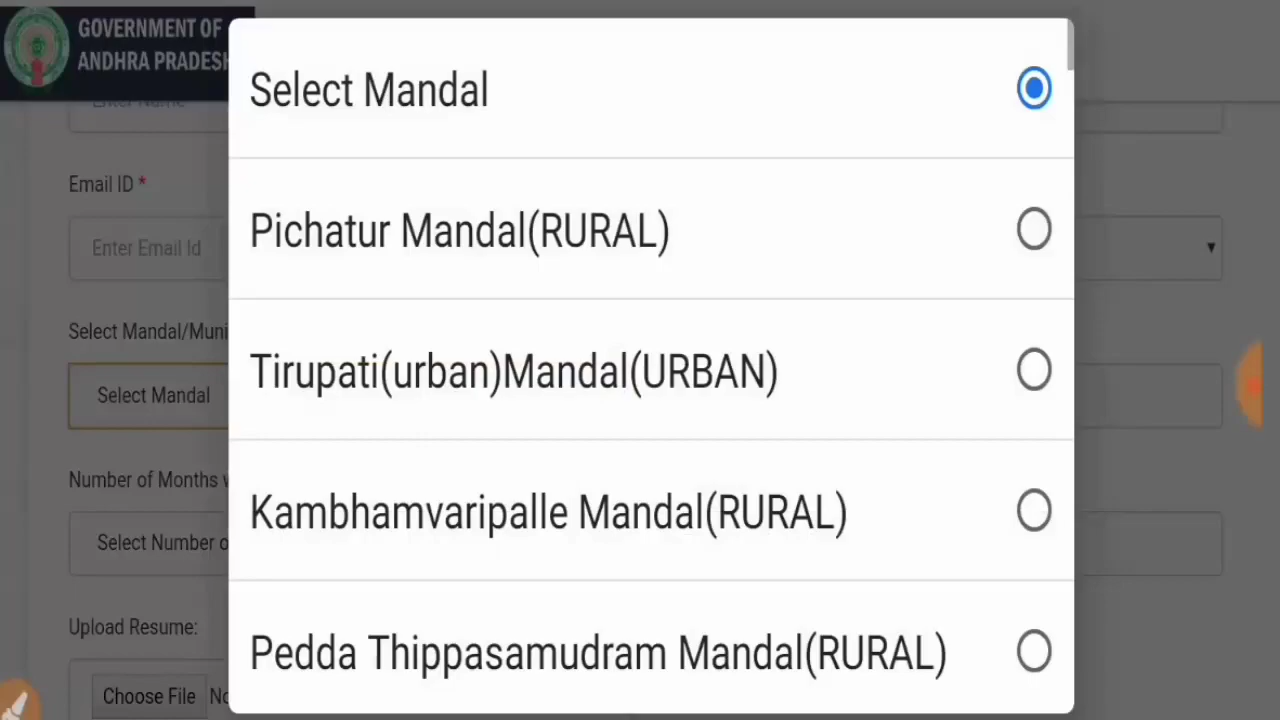 GOVERNMENT OF
ANDHRA PRADESH
Enter Name
Email ID *
Enter Email Id
Select Mandal/Muni
Select Mandal
Number of Months
Select Number
Upload Resume:
Choose File
Select Mandal
Pichatur Mandal(RURAL)
Tirupati(urban)Mandal(URBAN)
Kambhamvaripalle Mandal(RURAL)
Pedda Thippasamudram Mandal(RURAL)